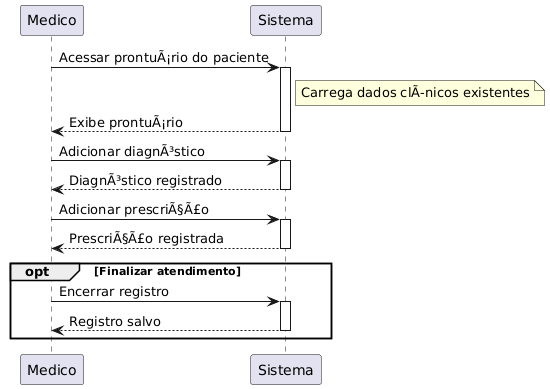 Medico
Sistema
Acessar prontuÃ¡rio do paciente
Carrega dados clÃ­nicos existentes
Exibe prontuÃ¡rio
Adicionar diagnÃ³stico
DiagnÃ³stico registrado
Adicionar prescriÃ§Ã£o
PrescriÃ§Ã£o registrada
opt [Finalizar atendimento]
Encerrar registro
Registro salvo
Medico
Sistema